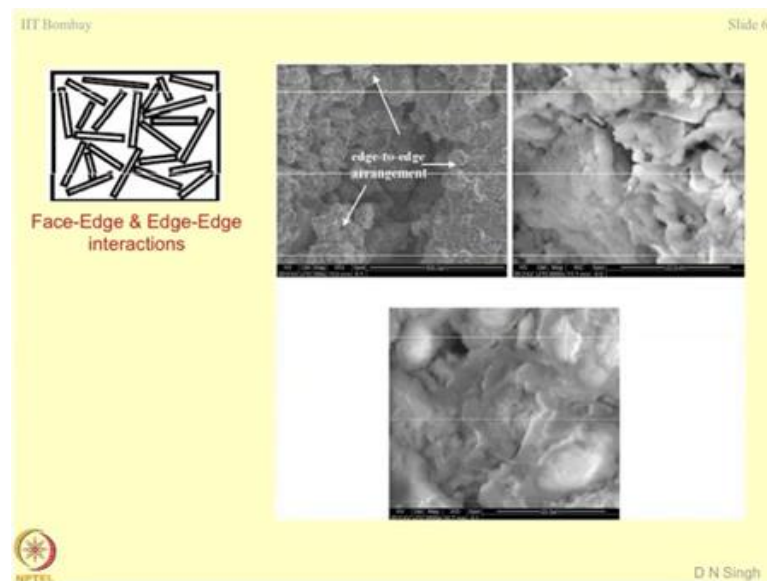 IIT Bombay
Slide 6
Face-Edge & Edge-Edge
interactions
edge-to-edge
arrangement
NPTEL
D N Singh